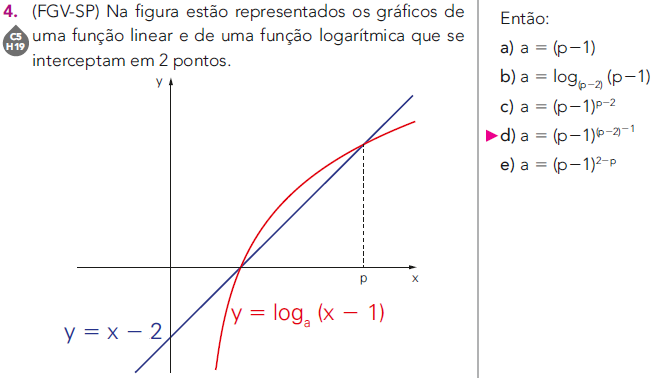 4. (FGV-SP) Na figura estão representados os gráficos de
C5
H19
uma função linear e de uma função logarítmica que se
interceptam em 2 pontos.
y
p
x
y = logₐ (x − 1)
y = x − 2
Então:
a) a = (p−1)
b) a = log₍ₚ₋₂₎ (p−1)
c) a = (p−1)ᵖ⁻²
d) a = (p−1)⁽ᵖ⁻²⁾⁻¹
e) a = (p−1)²⁻ᵖ